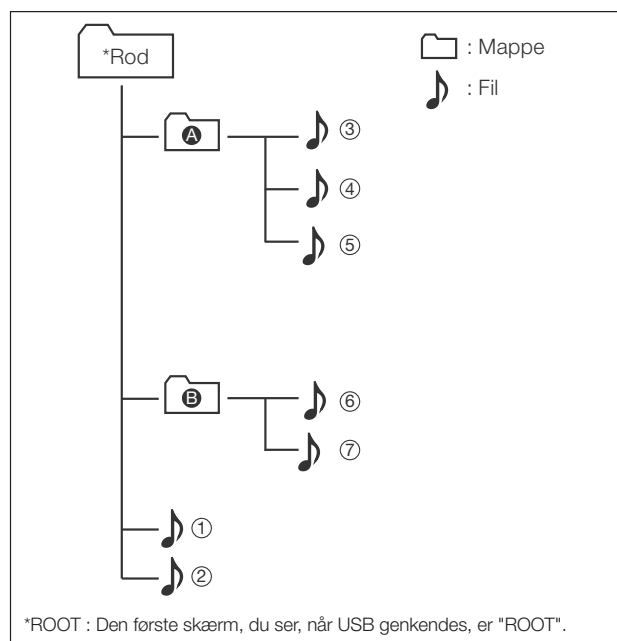 *Rod
: Mappe
: Fil
A
③
④
⑤
B
⑥
⑦
①
②
*ROOT : Den første skærm, du ser, når USB genkendes, er "ROOT".